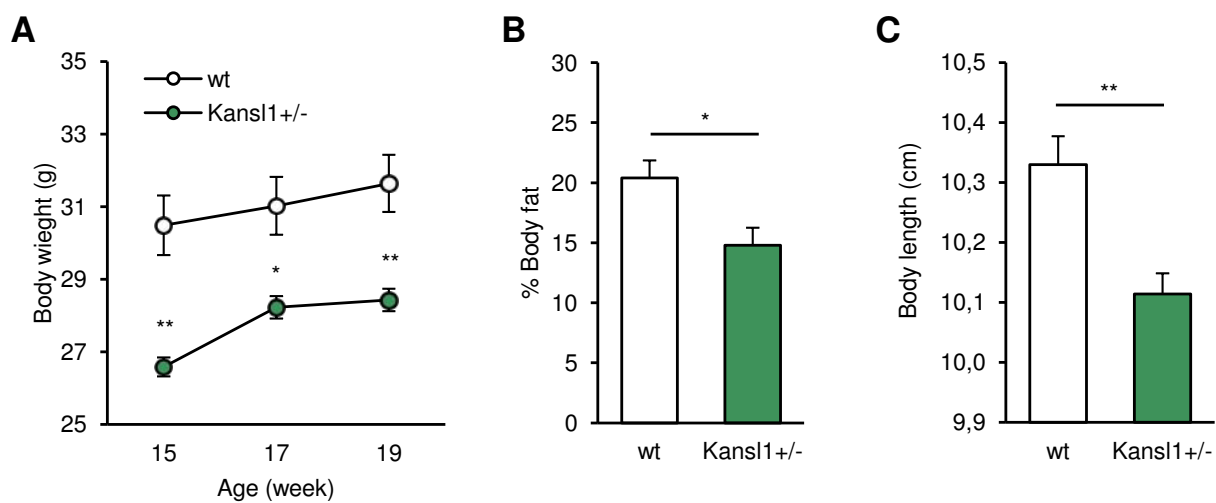 A
Body wieght (g)
35
33
31
29
27
25
wt
Kansl1+/-
**
*
**
15
17
19
Age (week)
B
% Body fat
30
25
20
15
10
5
0
*
wt
Kansl1+/-
C
Body length (cm)
10,5
10,4
10,3
10,2
10,1
10,0
9,9
**
wt
Kansl1+/-